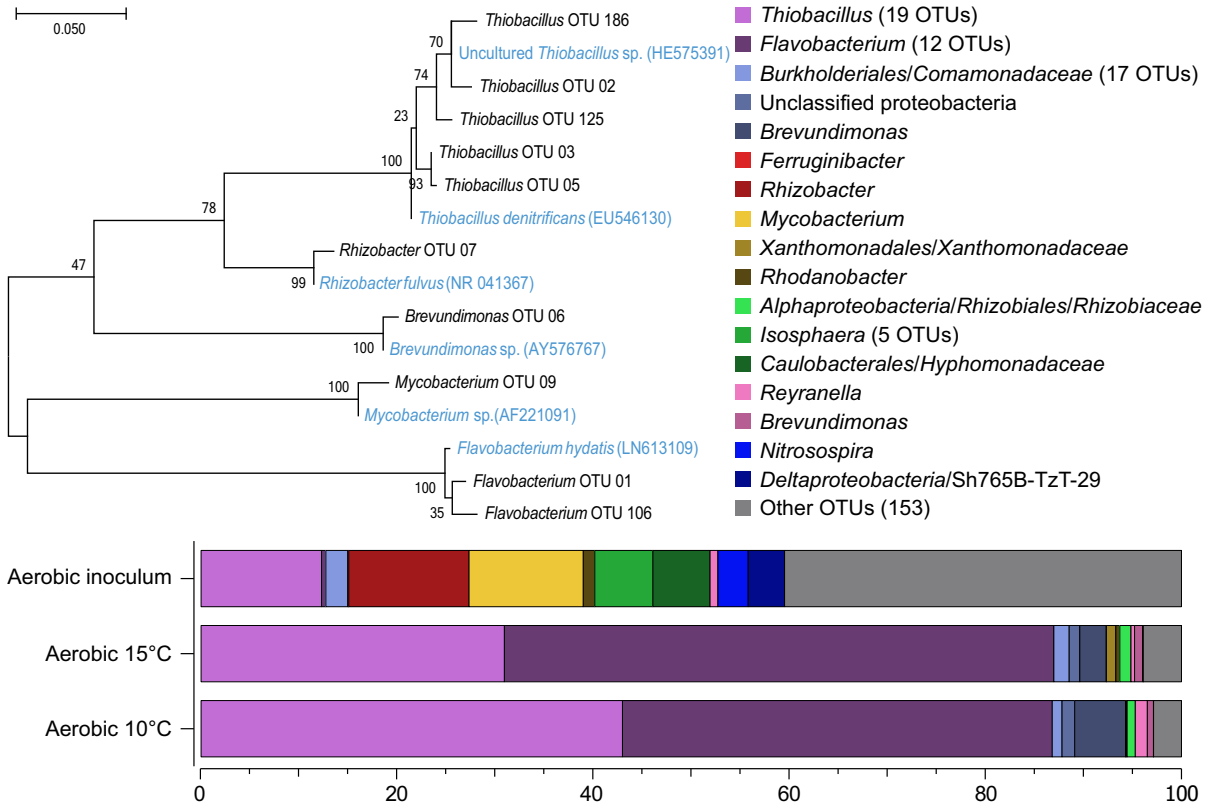 0.050
Thiobacillus OTU 186
70
Uncultured Thiobacillus sp. (HE575391)
74
Thiobacillus OTU 02
23
Thiobacillus OTU 125
Thiobacillus OTU 03
100
93
Thiobacillus OTU 05
78
Thiobacillus denitrificans (EU546130)
Rhizobacter OTU 07
47
99
Rhizobacter fulvus (NR 041367)
Brevundimonas OTU 06
100
Brevundimonas sp. (AY576767)
100
Mycobacterium OTU 09
Mycobacterium sp.(AF221091)
Flavobacterium hydatis (LN613109)
100
Flavobacterium OTU 01
35
Flavobacterium OTU 106
Thiobacillus (19 OTUs)
Flavobacterium (12 OTUs)
Burkholderiales/Comamonadaceae (17 OTUs)
Unclassified proteobacteria
Brevundimonas
Ferruginibacter
Rhizobacter
Mycobacterium
Xanthomonadales/Xanthomonadaceae
Rhodanobacter
Alphaproteobacteria/Rhizobiales/Rhizobiaceae
Isosphaera (5 OTUs)
Caulobacterales/Hyphomonadaceae
Reyranella
Brevundimonas
Nitrosospira
Deltaproteobacteria/Sh765B-TzT-29
Other OTUs (153)
Aerobic inoculum
Aerobic 15°C
Aerobic 10°C
0 20 40 60 80 100